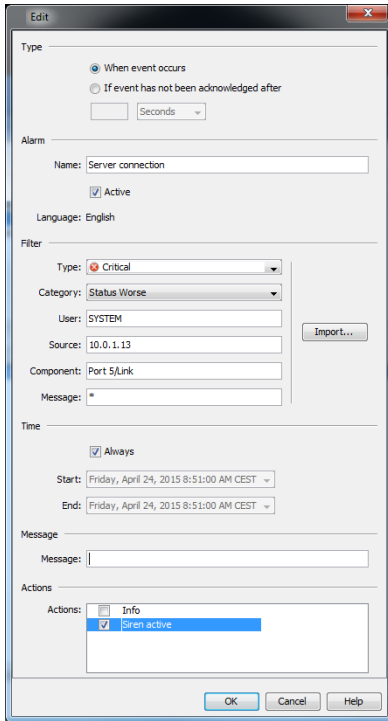 Edit
Type
When event occurs
If event has not been acknowledged after
Seconds
Alarm
Name: Server connection
Active
Language: English
Filter
Type: Critical
Category: Status Worse
User: SYSTEM
Source: 10.0.1.13
Component: Port 5/Link
Message: *
Import...
Time
Always
Start: Friday, April 24, 2015 8:51:00 AM CEST
End: Friday, April 24, 2015 8:51:00 AM CEST
Message
Message:
Actions
Actions: Info
Siren active
OK Cancel Help